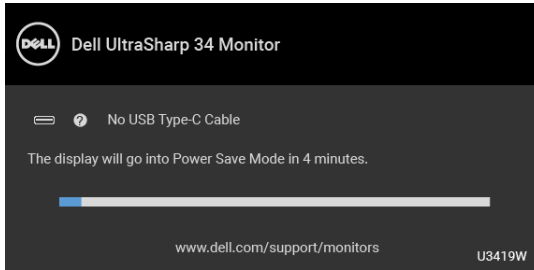 DELL
Dell UltraSharp 34 Monitor
? No USB Type-C Cable
The display will go into Power Save Mode in 4 minutes.
www.dell.com/support/monitors
U3419W